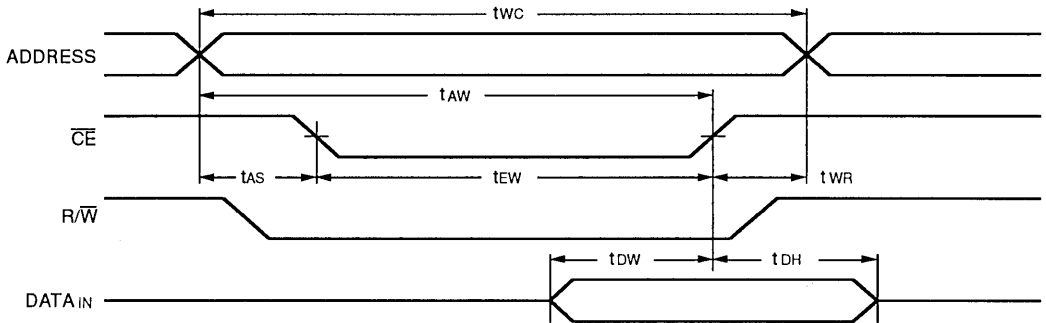 tWC
ADDRESS
tAW
CE
tAS
tEW
tWR
R/W
tDW
tDH
DATA IN